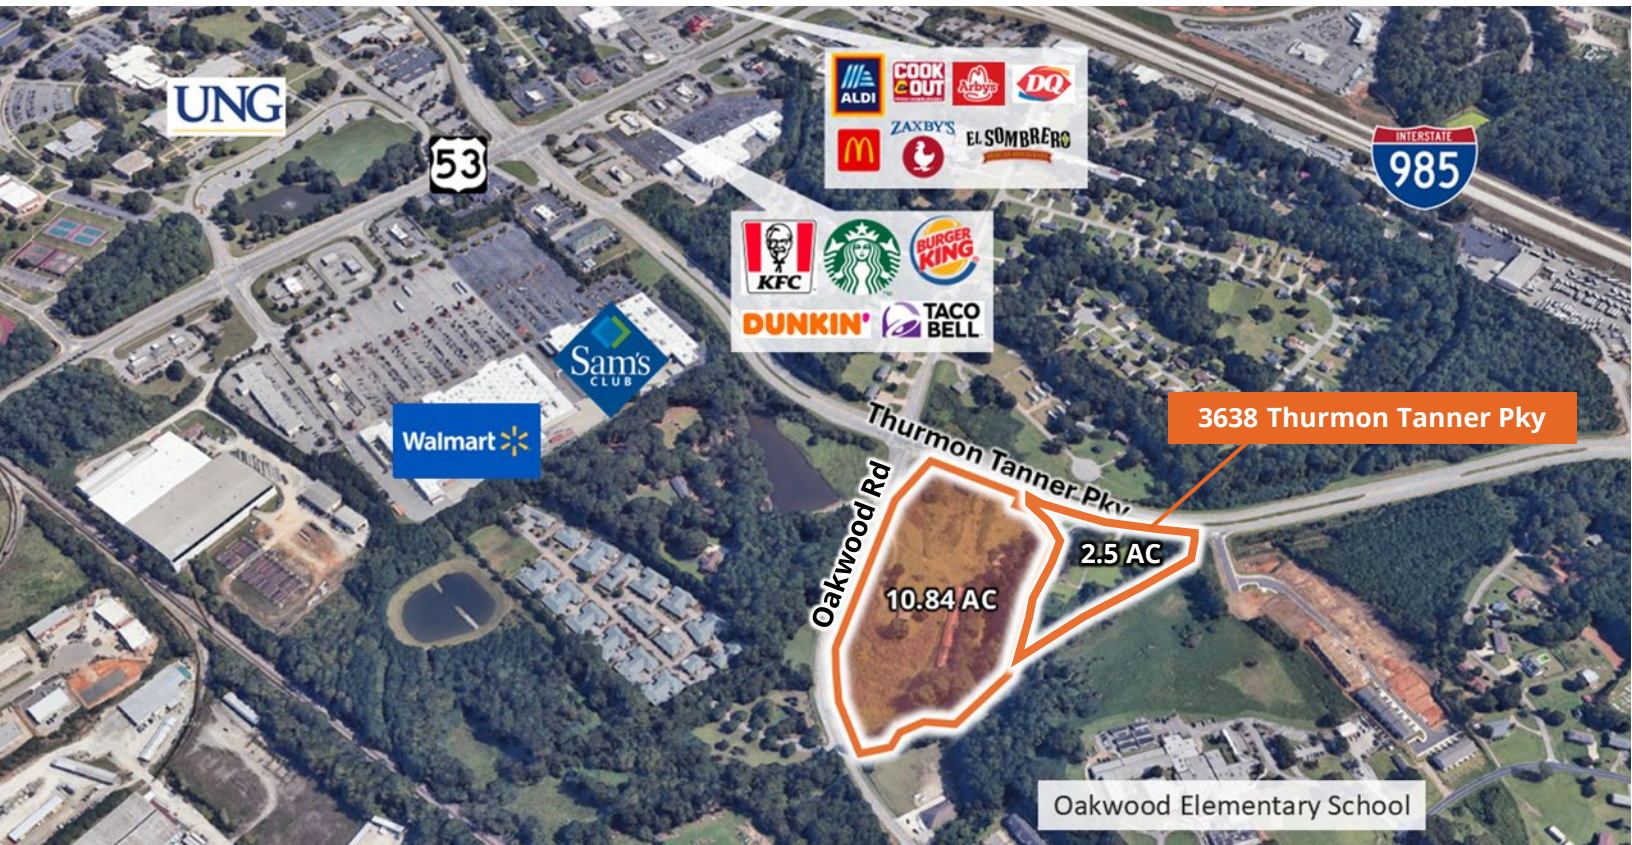 UNG
53
ALDI
COOK OUT
Arby's
DQ
ZAXBY'S
EL SOMBRERO
INTERSTATE
985
KFC
BURGER KING
DUNKIN'
TACO BELL
Sam's
CLUB
Walmart
3638 Thurmon Tanner Pky
Thurmon Tanner Pky
Oakwood Rd
2.5 AC
10.84 AC
Oakwood Elementary School